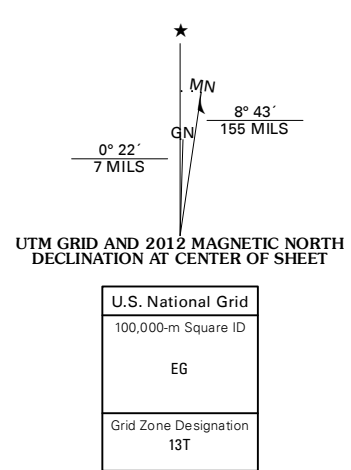 ★
MN
8° 43´
155 MILS
GN
0° 22´
7 MILS
UTM GRID AND 2012 MAGNETIC NORTH
DECLINATION AT CENTER OF SHEET
U.S. National Grid
100,000-m Square ID
EG
Grid Zone Designation
13T